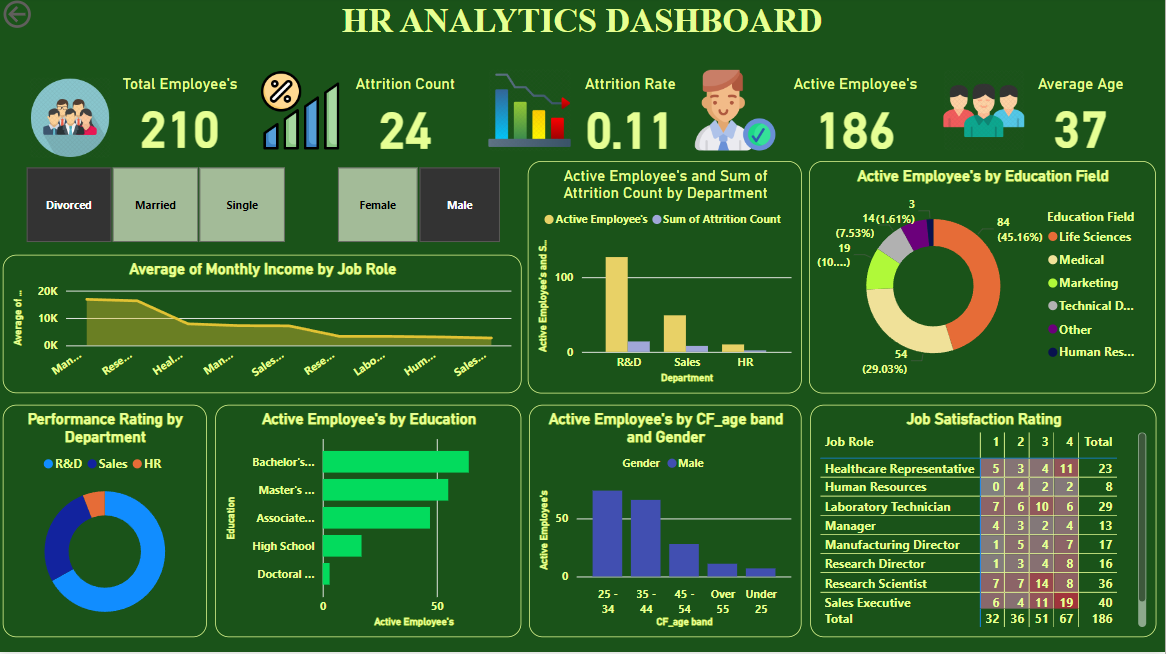 HR ANALYTICS DASHBOARD
Total Employee's
210
Attrition Count
24
Attrition Rate
0.11
Active Employee's
186
Average Age
37
Divorced
Married
Single
Female
Male
Average of Monthly Income by Job Role
Average of ...
20K
10K
0K
Man...
Rese...
Heal...
Man...
Sales...
Rese...
Labo...
Hum...
Sales...
Active Employee's and Sum of
Attrition Count by Department
Active Employee's
Sum of Attrition Count
Active Employee's and S...
100
0
R&D
Sales
HR
Department
Active Employee's by Education Field
3
(1.61%)
14
(7.53%)
19
(10....)
54
(29.03%)
84
(45.16%)
Education Field
Life Sciences
Medical
Marketing
Technical D...
Other
Human Res...
Performance Rating by
Department
R&D
Sales
HR
Active Employee's by Education
Education
Bachelor's...
Master's ...
Associate...
High School
Doctoral ...
0
50
Active Employee's
Active Employee's by CF_age band
and Gender
Gender
Male
Active Employee's
50
0
25 -
34
35 -
44
45 -
54
Over
55
Under
25
CF_age band
Job Satisfaction Rating
Job Role 1 2 3 4 Total
Healthcare Representative 5 3 4 11 23
Human Resources 0 4 2 2 8
Laboratory Technician 7 6 10 6 29
Manager 4 3 2 4 13
Manufacturing Director 1 5 4 7 17
Research Director 1 3 4 8 16
Research Scientist 7 7 14 8 36
Sales Executive 6 4 11 19 40
Total 32 36 51 67 186